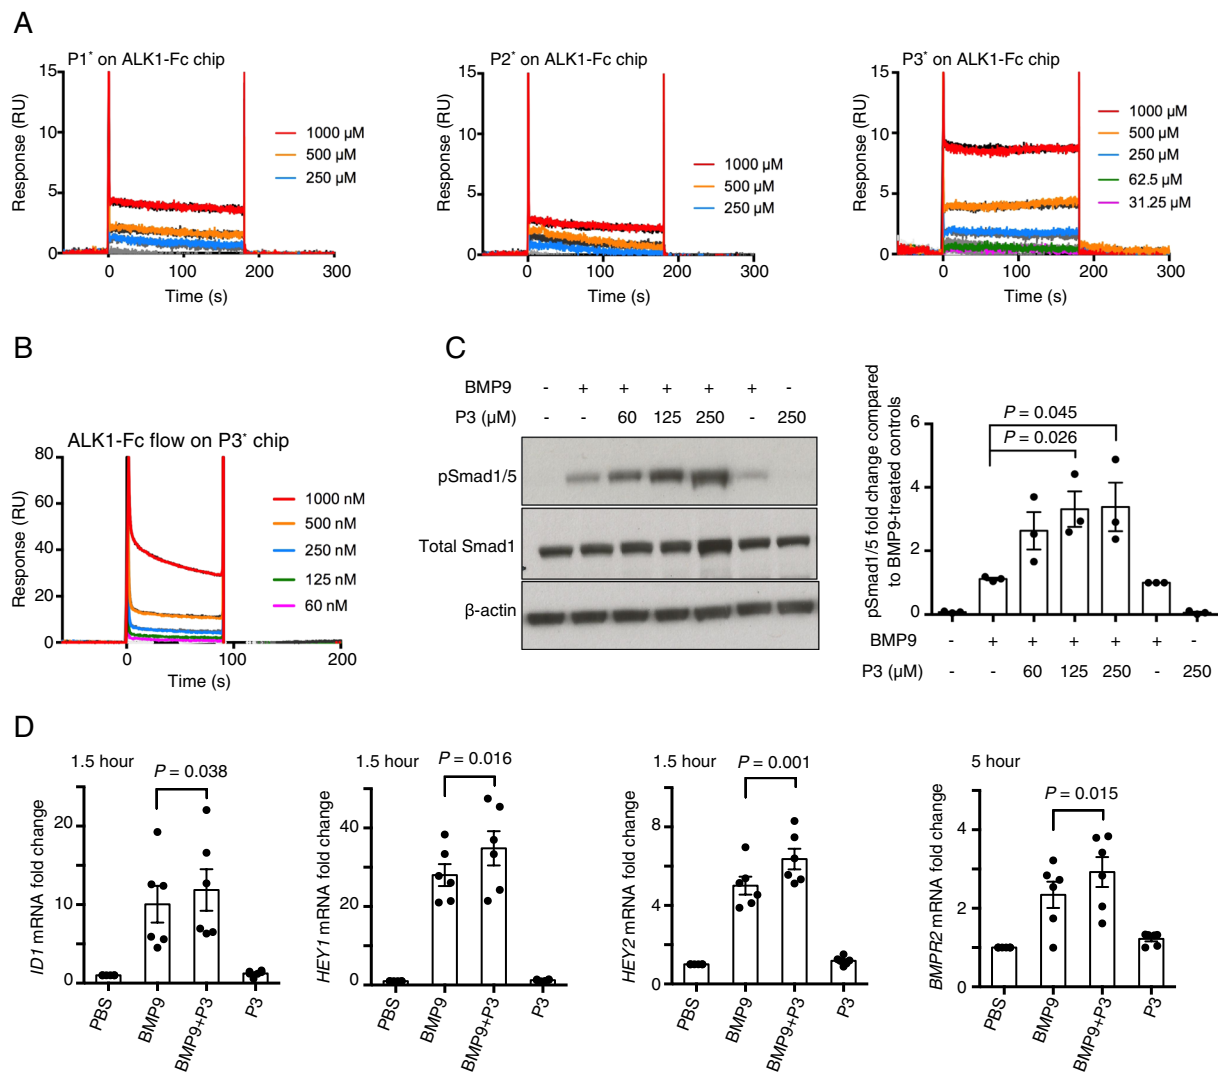 A
P1* on ALK1-Fc chip
Response (RU)
15
10
5
0
0 100 200 300
Time (s)
1000 µM
500 µM
250 µM
P2* on ALK1-Fc chip
Response (RU)
15
10
5
0
0 100 200 300
Time (s)
1000 µM
500 µM
250 µM
P3* on ALK1-Fc chip
Response (RU)
15
10
5
0
0 100 200 300
Time (s)
1000 µM
500 µM
250 µM
62.5 µM
31.25 µM
B
ALK1-Fc flow on P3* chip
Response (RU)
80
60
40
20
0
0 100 200
Time (s)
1000 nM
500 nM
250 nM
125 nM
60 nM
C
BMP9 - + + + + + -
P3 (µM) - - 60 125 250 - 250
pSmad1/5
Total Smad1
β-actin
pSmad1/5 fold change compared
to BMP9-treated controls
6
4
2
0
P = 0.045
P = 0.026
BMP9 - + + + + + -
P3 (µM) - - 60 125 250 - 250
D
1.5 hour
P = 0.038
ID1 mRNA fold change
20
10
0
PBS
BMP9
BMP9+P3
P3
1.5 hour
P = 0.016
HEY1 mRNA fold change
40
20
0
PBS
BMP9
BMP9+P3
P3
1.5 hour
P = 0.001
HEY2 mRNA fold change
8
4
0
PBS
BMP9
BMP9+P3
P3
5 hour
P = 0.015
BMPR2 mRNA fold change
4
2
0
PBS
BMP9
BMP9+P3
P3